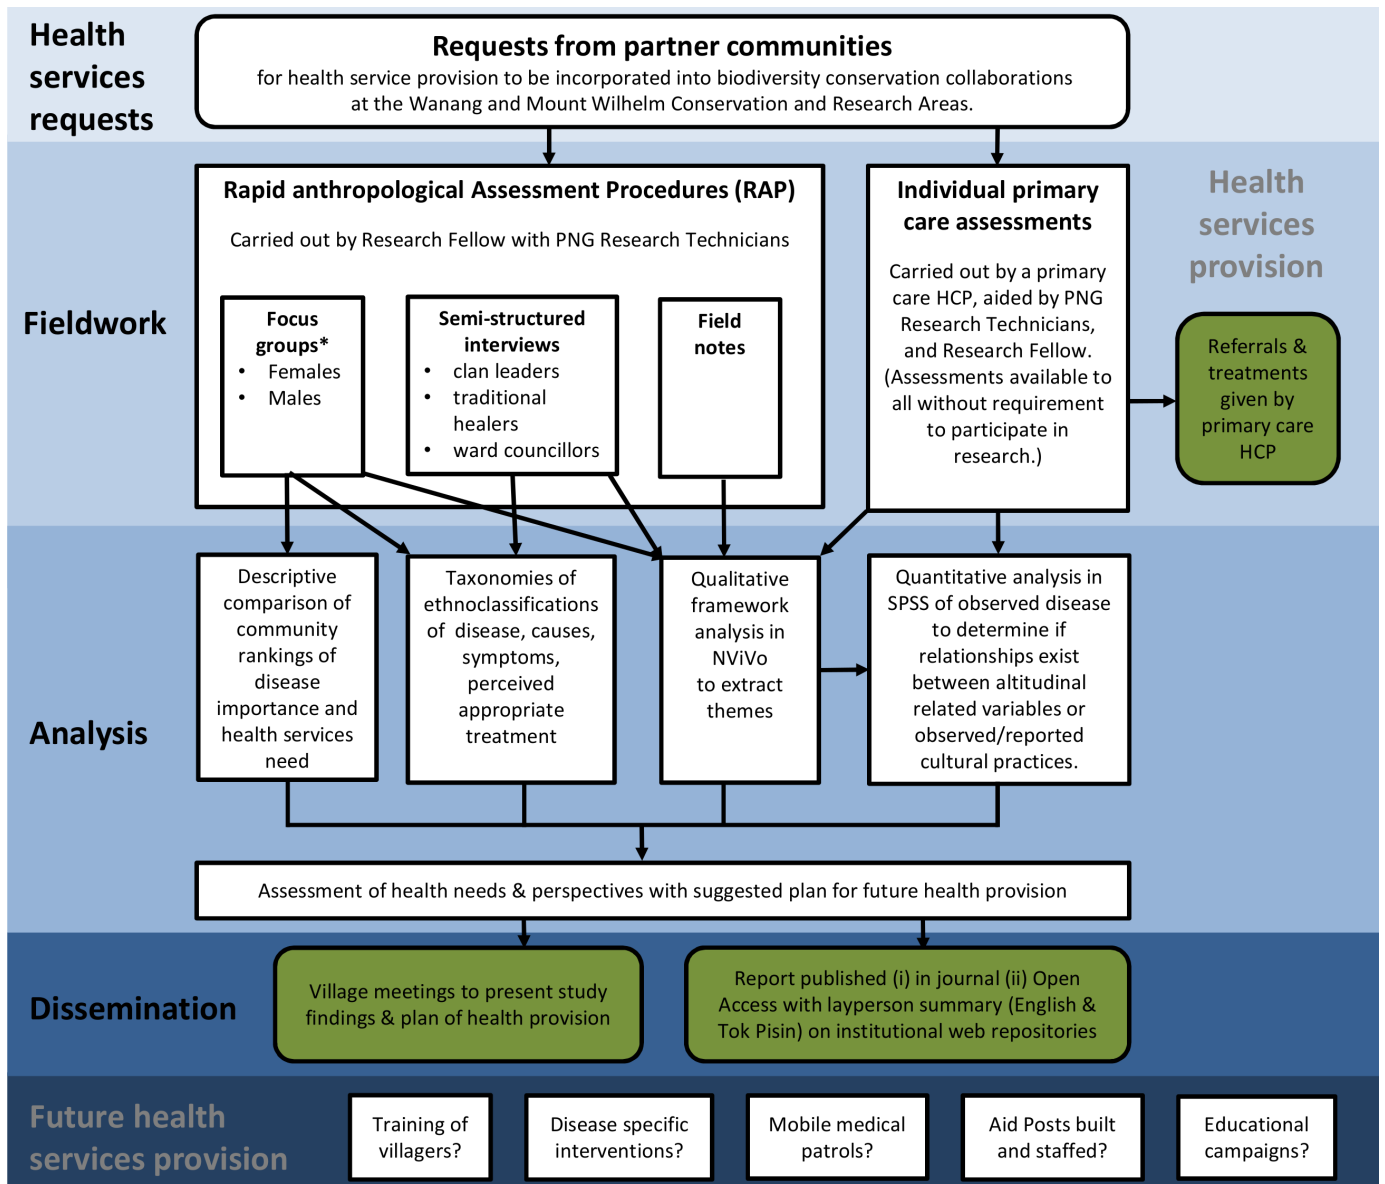 Health
services
requests
Requests from partner communities
for health service provision to be incorporated into biodiversity conservation collaborations
at the Wanang and Mount Wilhelm Conservation and Research Areas.
Fieldwork
Rapid anthropological Assessment Procedures (RAP)
Carried out by Research Fellow with PNG Research Technicians
Focus
groups*
• Females
• Males
Semi-structured
interviews
• clan leaders
• traditional
healers
• ward councillors
Field
notes
Individual primary
care assessments
Carried out by a primary
care HCP, aided by PNG
Research Technicians,
and Research Fellow.
(Assessments available to
all without requirement
to participate in
research.)
Health
services
provision
Referrals &
treatments
given by
primary care
HCP
Analysis
Descriptive
comparison of
community
rankings of
disease
importance and
health services
need
Taxonomies of
ethnoclassifications
of disease, causes,
symptoms,
perceived
appropriate
treatment
Qualitative
framework
analysis in
NViVo
to extract
themes
Quantitative analysis in
SPSS of observed disease
to determine if
relationships exist
between altitudinal
related variables or
observed/reported
cultural practices.
Assessment of health needs & perspectives with suggested plan for future health provision
Dissemination
Village meetings to present study
findings & plan of health provision
Report published (i) in journal (ii) Open
Access with layperson summary (English &
Tok Pisin) on institutional web repositories
Future health
services provision
Training of
villagers?
Disease specific
interventions?
Mobile medical
patrols?
Aid Posts built
and staffed?
Educational
campaigns?